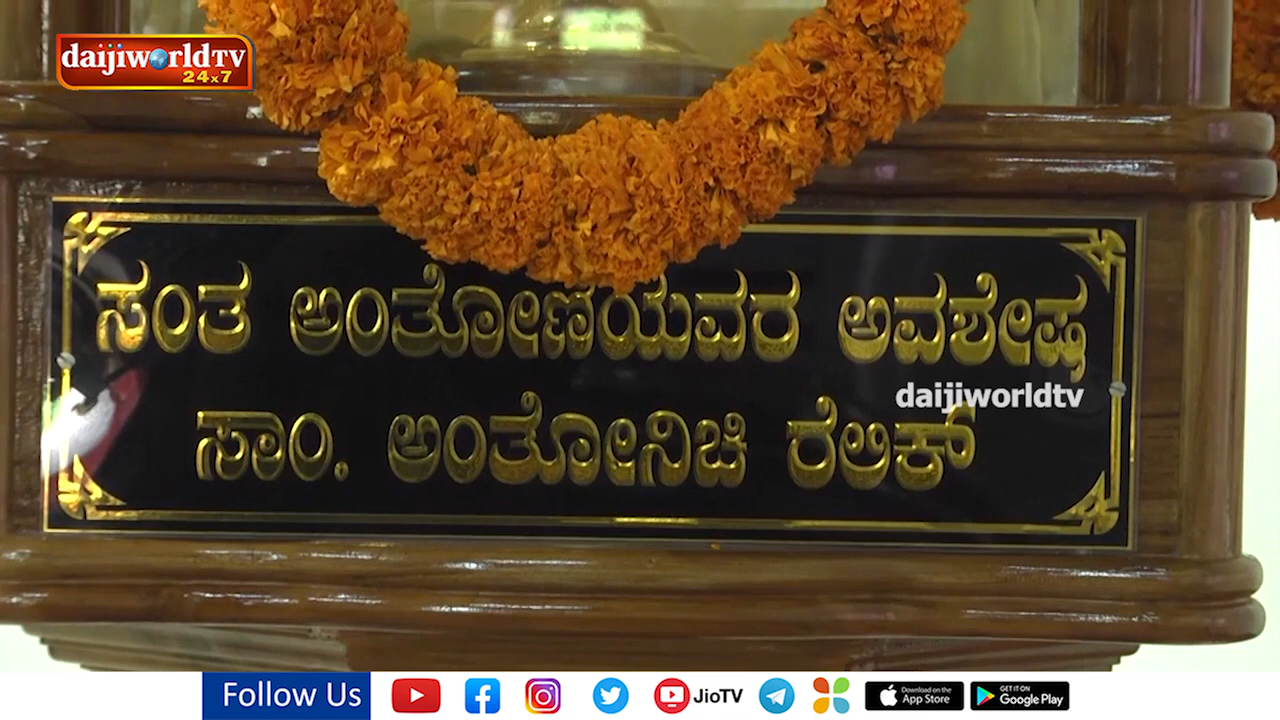 daijiworldTV
24x7
ಸಂತ ಅಂತೋಣಿಯವರ ಅವಶೇಷ
daijiworldtv
ಸಾಂ. ಅಂತೋನಿಚಿ ರೆಲಿಕ್
Follow Us
JioTV
Download on the
App Store
GET IT ON
Google Play